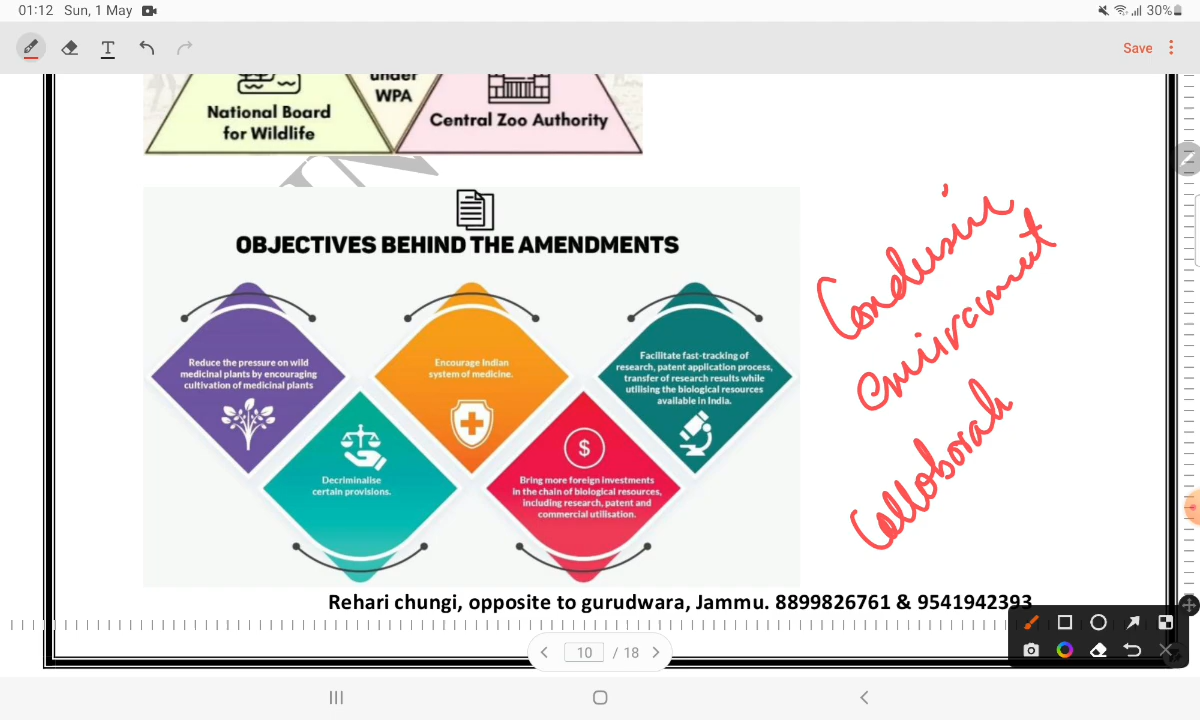 01:12 Sun, 1 May
30%
T
Save
under
WPA
National Board
for Wildlife
Central Zoo Authority
OBJECTIVES BEHIND THE AMENDMENTS
Reduce the pressure on wild
medicinal plants by encouraging
cultivation of medicinal plants
Decriminalise
certain provisions.
Encourage Indian
system of medicine.
$
Bring more foreign investments
in the chain of biological resources,
including research, patent and
commercial utilisation.
Facilitate fast-tracking of
research, patent application process,
transfer of research results while
utilising the biological resources
available in India.
Rehari chungi, opposite to gurudwara, Jammu. 8899826761 & 9541942393
10 / 18